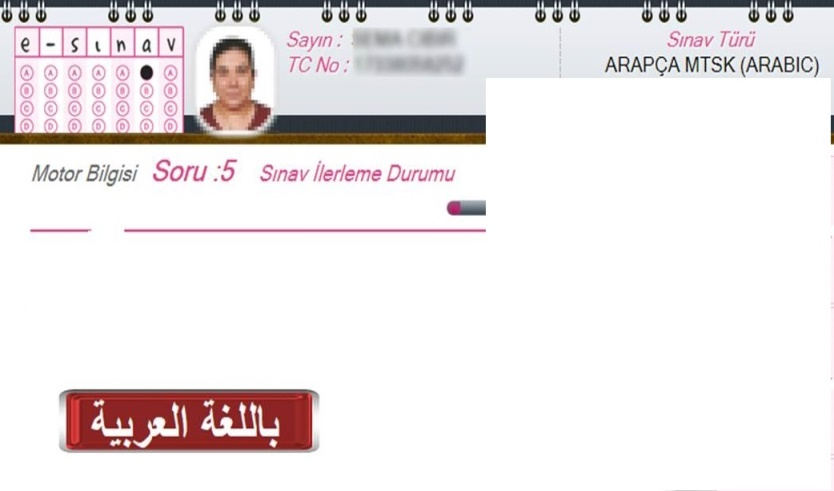 e-sınav
Sayın :
TC No :
Sınav Türü
ARAPÇA MTSK (ARABIC)
Motor Bilgisi Soru :5 Sınav İlerleme Durumu
باللغة العربية